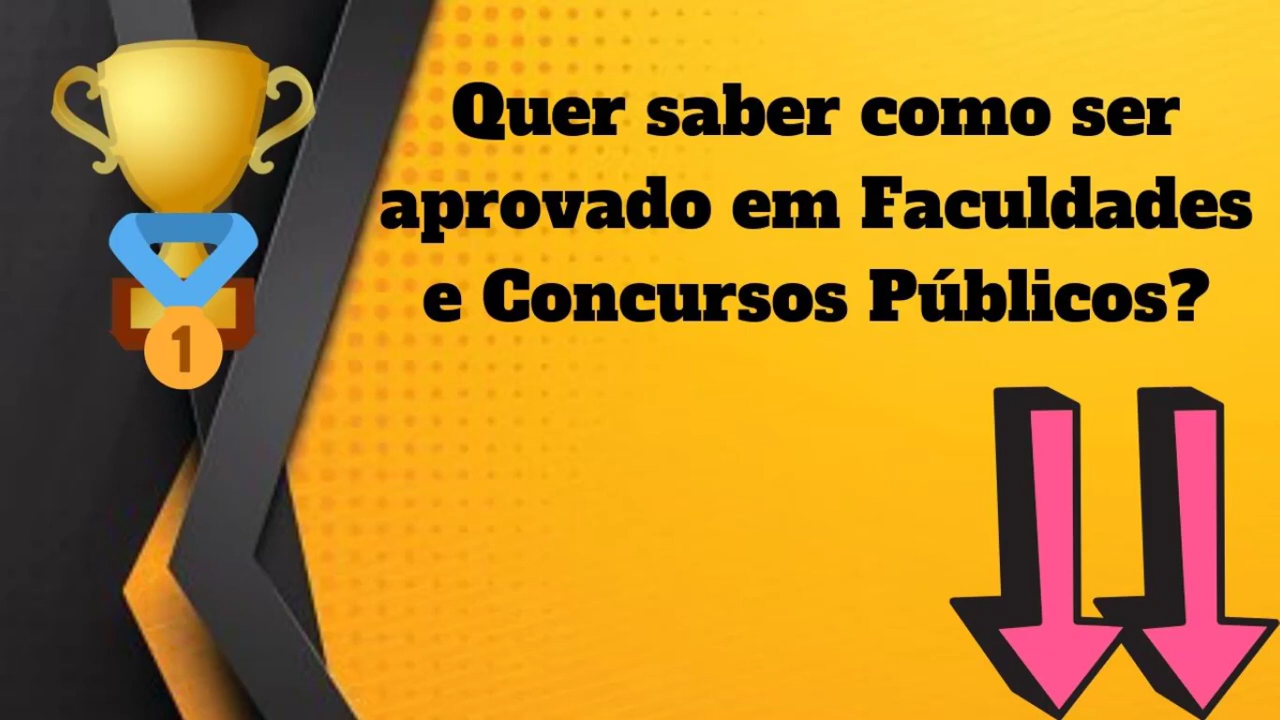 Quer saber como ser
aprovado em Faculdades
e Concursos Públicos?
1